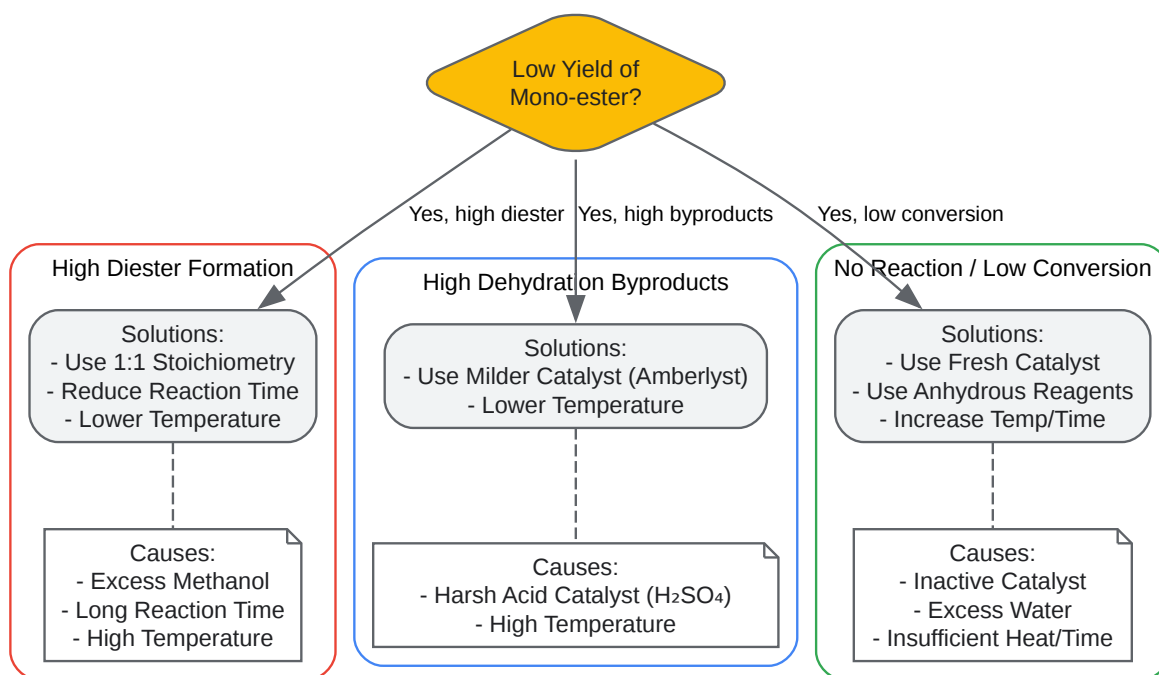 Low Yield of
Mono-ester?
Yes, high diester
Yes, high byproducts
Yes, low conversion
High Diester Formation
Solutions:
- Use 1:1 Stoichiometry
- Reduce Reaction Time
- Lower Temperature
Causes:
- Excess Methanol
- Long Reaction Time
- High Temperature
High Dehydration Byproducts
Solutions:
- Use Milder Catalyst (Amberlyst)
- Lower Temperature
Causes:
- Harsh Acid Catalyst (H₂SO₄)
- High Temperature
No Reaction / Low Conversion
Solutions:
- Use Fresh Catalyst
- Use Anhydrous Reagents
- Increase Temp/Time
Causes:
- Inactive Catalyst
- Excess Water
- Insufficient Heat/Time